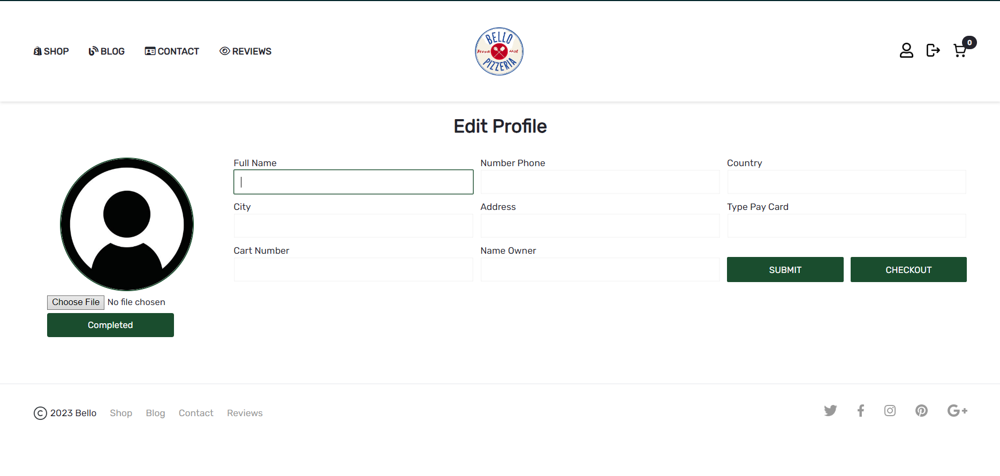 SHOP BLOG CONTACT REVIEWS
BELLO
Fresh Hot
PIZZERIA
0
Edit Profile
Full Name Number Phone Country
City Address Type Pay Card
Cart Number Name Owner
SUBMIT CHECKOUT
Choose File No file chosen
Completed
© 2023 Bello Shop Blog Contact Reviews